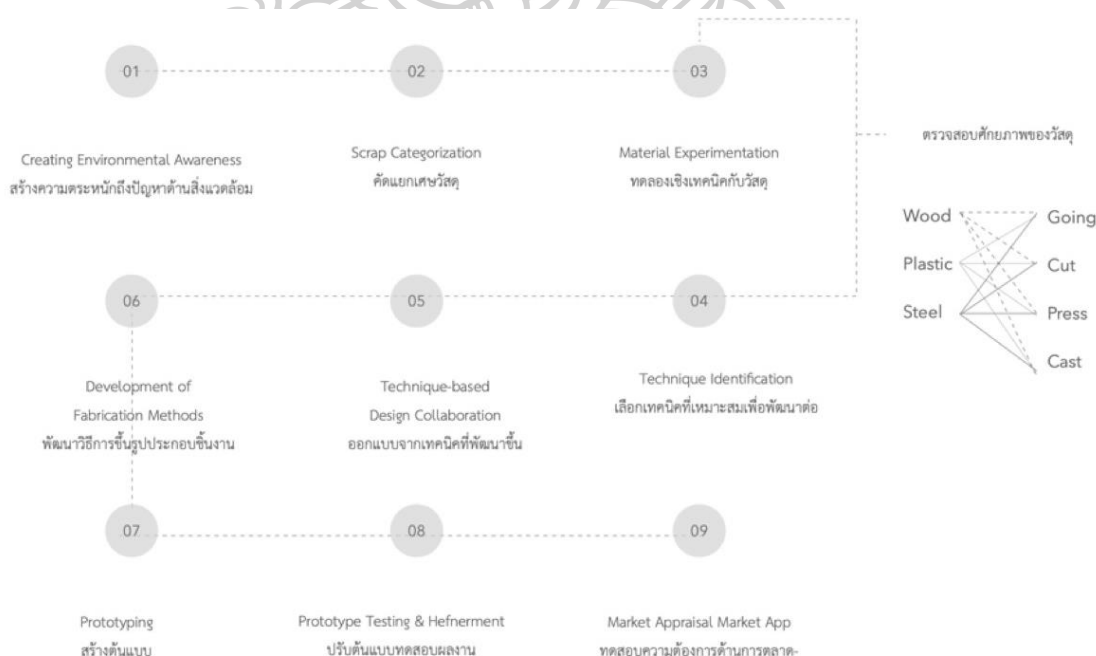 01
02
03
Creating Environmental Awareness
สร้างความตระหนักถึงปัญหาด้านสิ่งแวดล้อม
Scrap Categorization
คัดแยกเศษวัสดุ
Material Experimentation
ทดลองเชิงเทคนิคกับวัสดุ
ตรวจสอบศักยภาพของวัสดุ
Wood
Plastic
Steel
Going
Cut
Press
Cast
04
Technique Identification
เลือกเทคนิคที่เหมาะสมเพื่อพัฒนาต่อ
05
Technique-based
Design Collaboration
ออกแบบจากเทคนิคที่พัฒนาขึ้น
06
Development of
Fabrication Methods
พัฒนาวิธีการขึ้นรูปประกอบชิ้นงาน
07
08
09
Prototyping
สร้างต้นแบบ
Prototype Testing & Hefnerment
ปรับต้นแบบทดสอบผลงาน
Market Appraisal Market App
ทดสอบความต้องการด้านการตลาด-